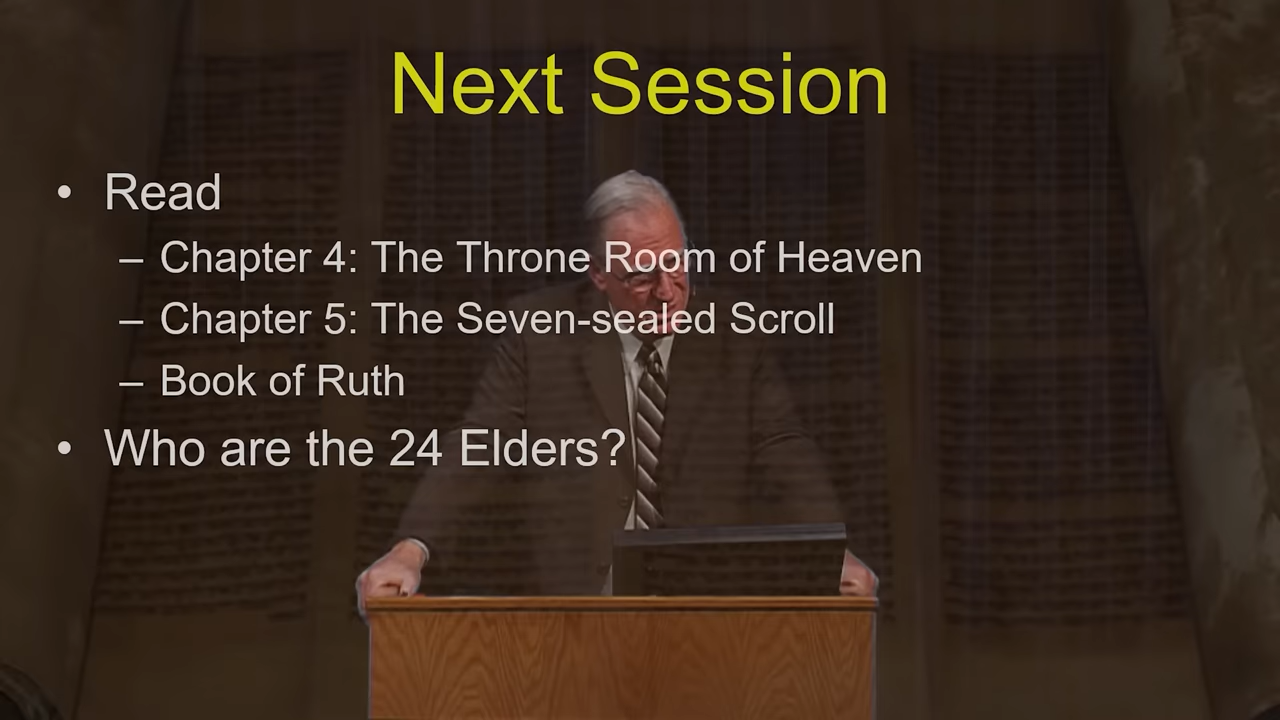 Next Session
• Read
– Chapter 4: The Throne Room of Heaven
– Chapter 5: The Seven-sealed Scroll
– Book of Ruth
• Who are the 24 Elders?